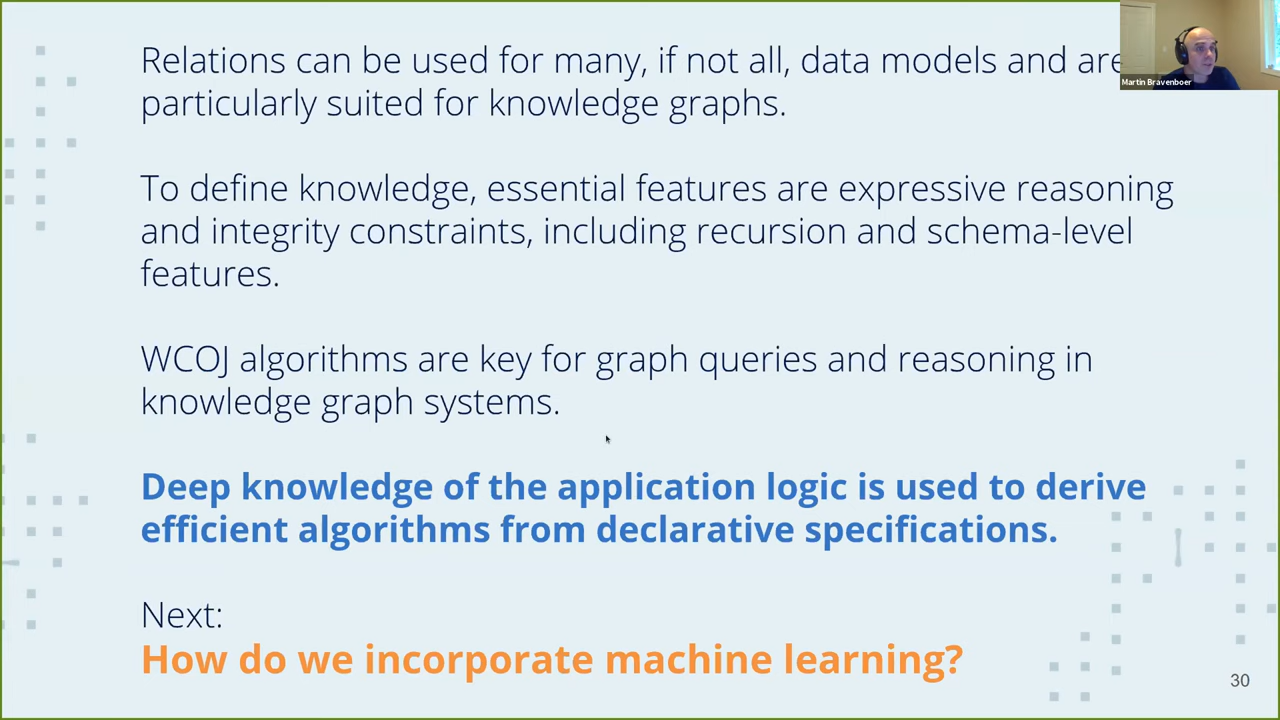 Relations can be used for many, if not all, data models and are
particularly suited for knowledge graphs.
Martin Bravenboer
To define knowledge, essential features are expressive reasoning
and integrity constraints, including recursion and schema-level
features.
WCOJ algorithms are key for graph queries and reasoning in
knowledge graph systems.
Deep knowledge of the application logic is used to derive
efficient algorithms from declarative specifications.
Next:
How do we incorporate machine learning?
30